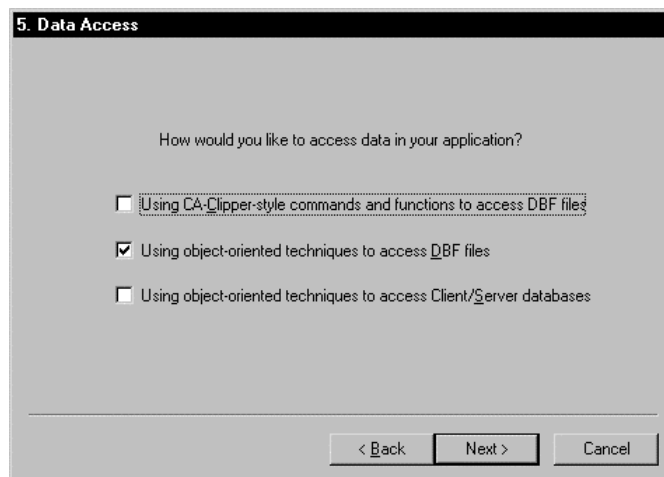 5. Data Access
How would you like to access data in your application?
Using CA-Clipper-style commands and functions to access DBF files
Using object-oriented techniques to access DBF files
Using object-oriented techniques to access Client/Server databases
< Back Next > Cancel